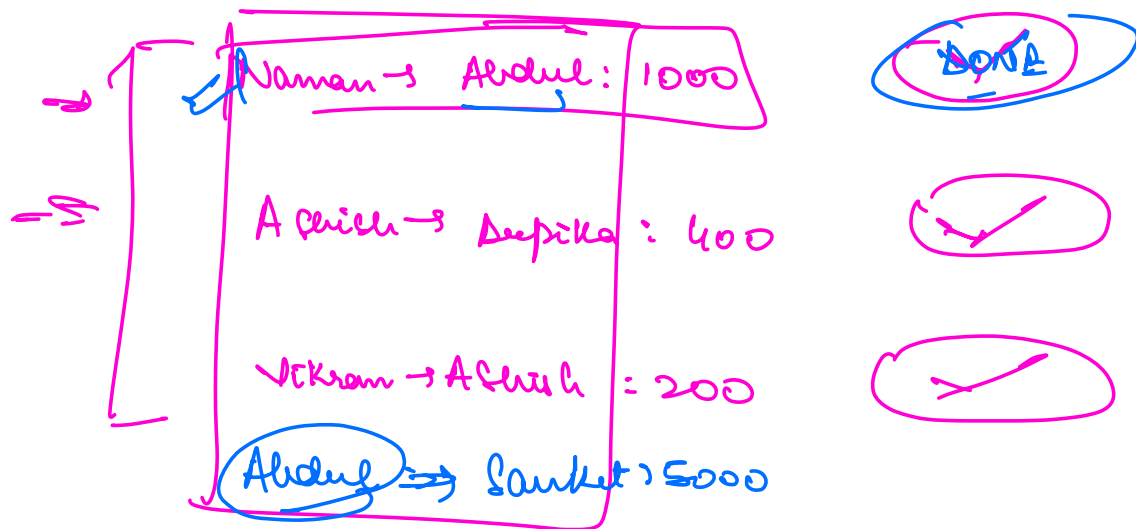 Naman → Abdul : 1000 DONE
Ashish → Deepika : 400
Vikram → Ashish : 200
Abdul → Sanket : 5000